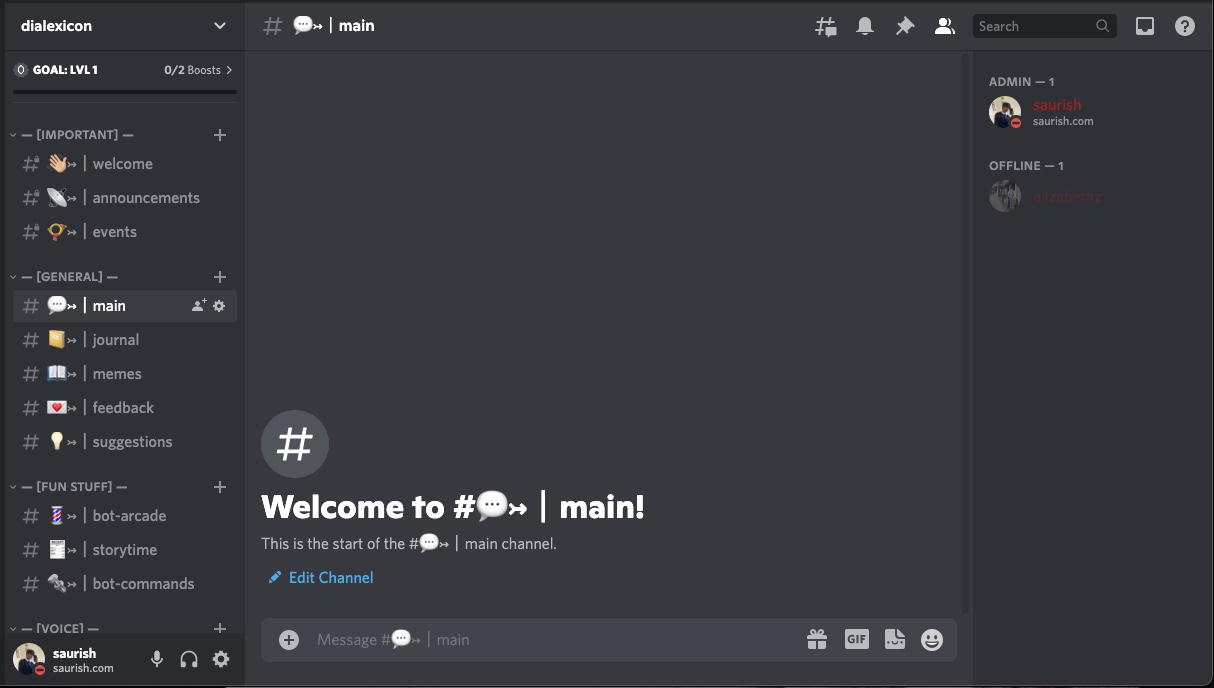 dialexicon
GOAL: LVL 1 0/2 Boosts
— [IMPORTANT] —
👋🏼↣ | welcome
📡↣ | announcements
📯↣ | events
— [GENERAL] —
💬↣ | main
📔↣ | journal
📖↣ | memes
💌↣ | feedback
💡↣ | suggestions
— [FUN STUFF] —
💈↣ | bot-arcade
🧾↣ | storytime
🔩↣ | bot-commands
— [VOICE] —
saurish
saurish.com
# 💬↣ | main
Search
Welcome to #💬↣ | main!
This is the start of the #💬↣ | main channel.
Edit Channel
Message #💬↣ | main
GIF
ADMIN — 1
saurish
saurish.com
OFFLINE — 1